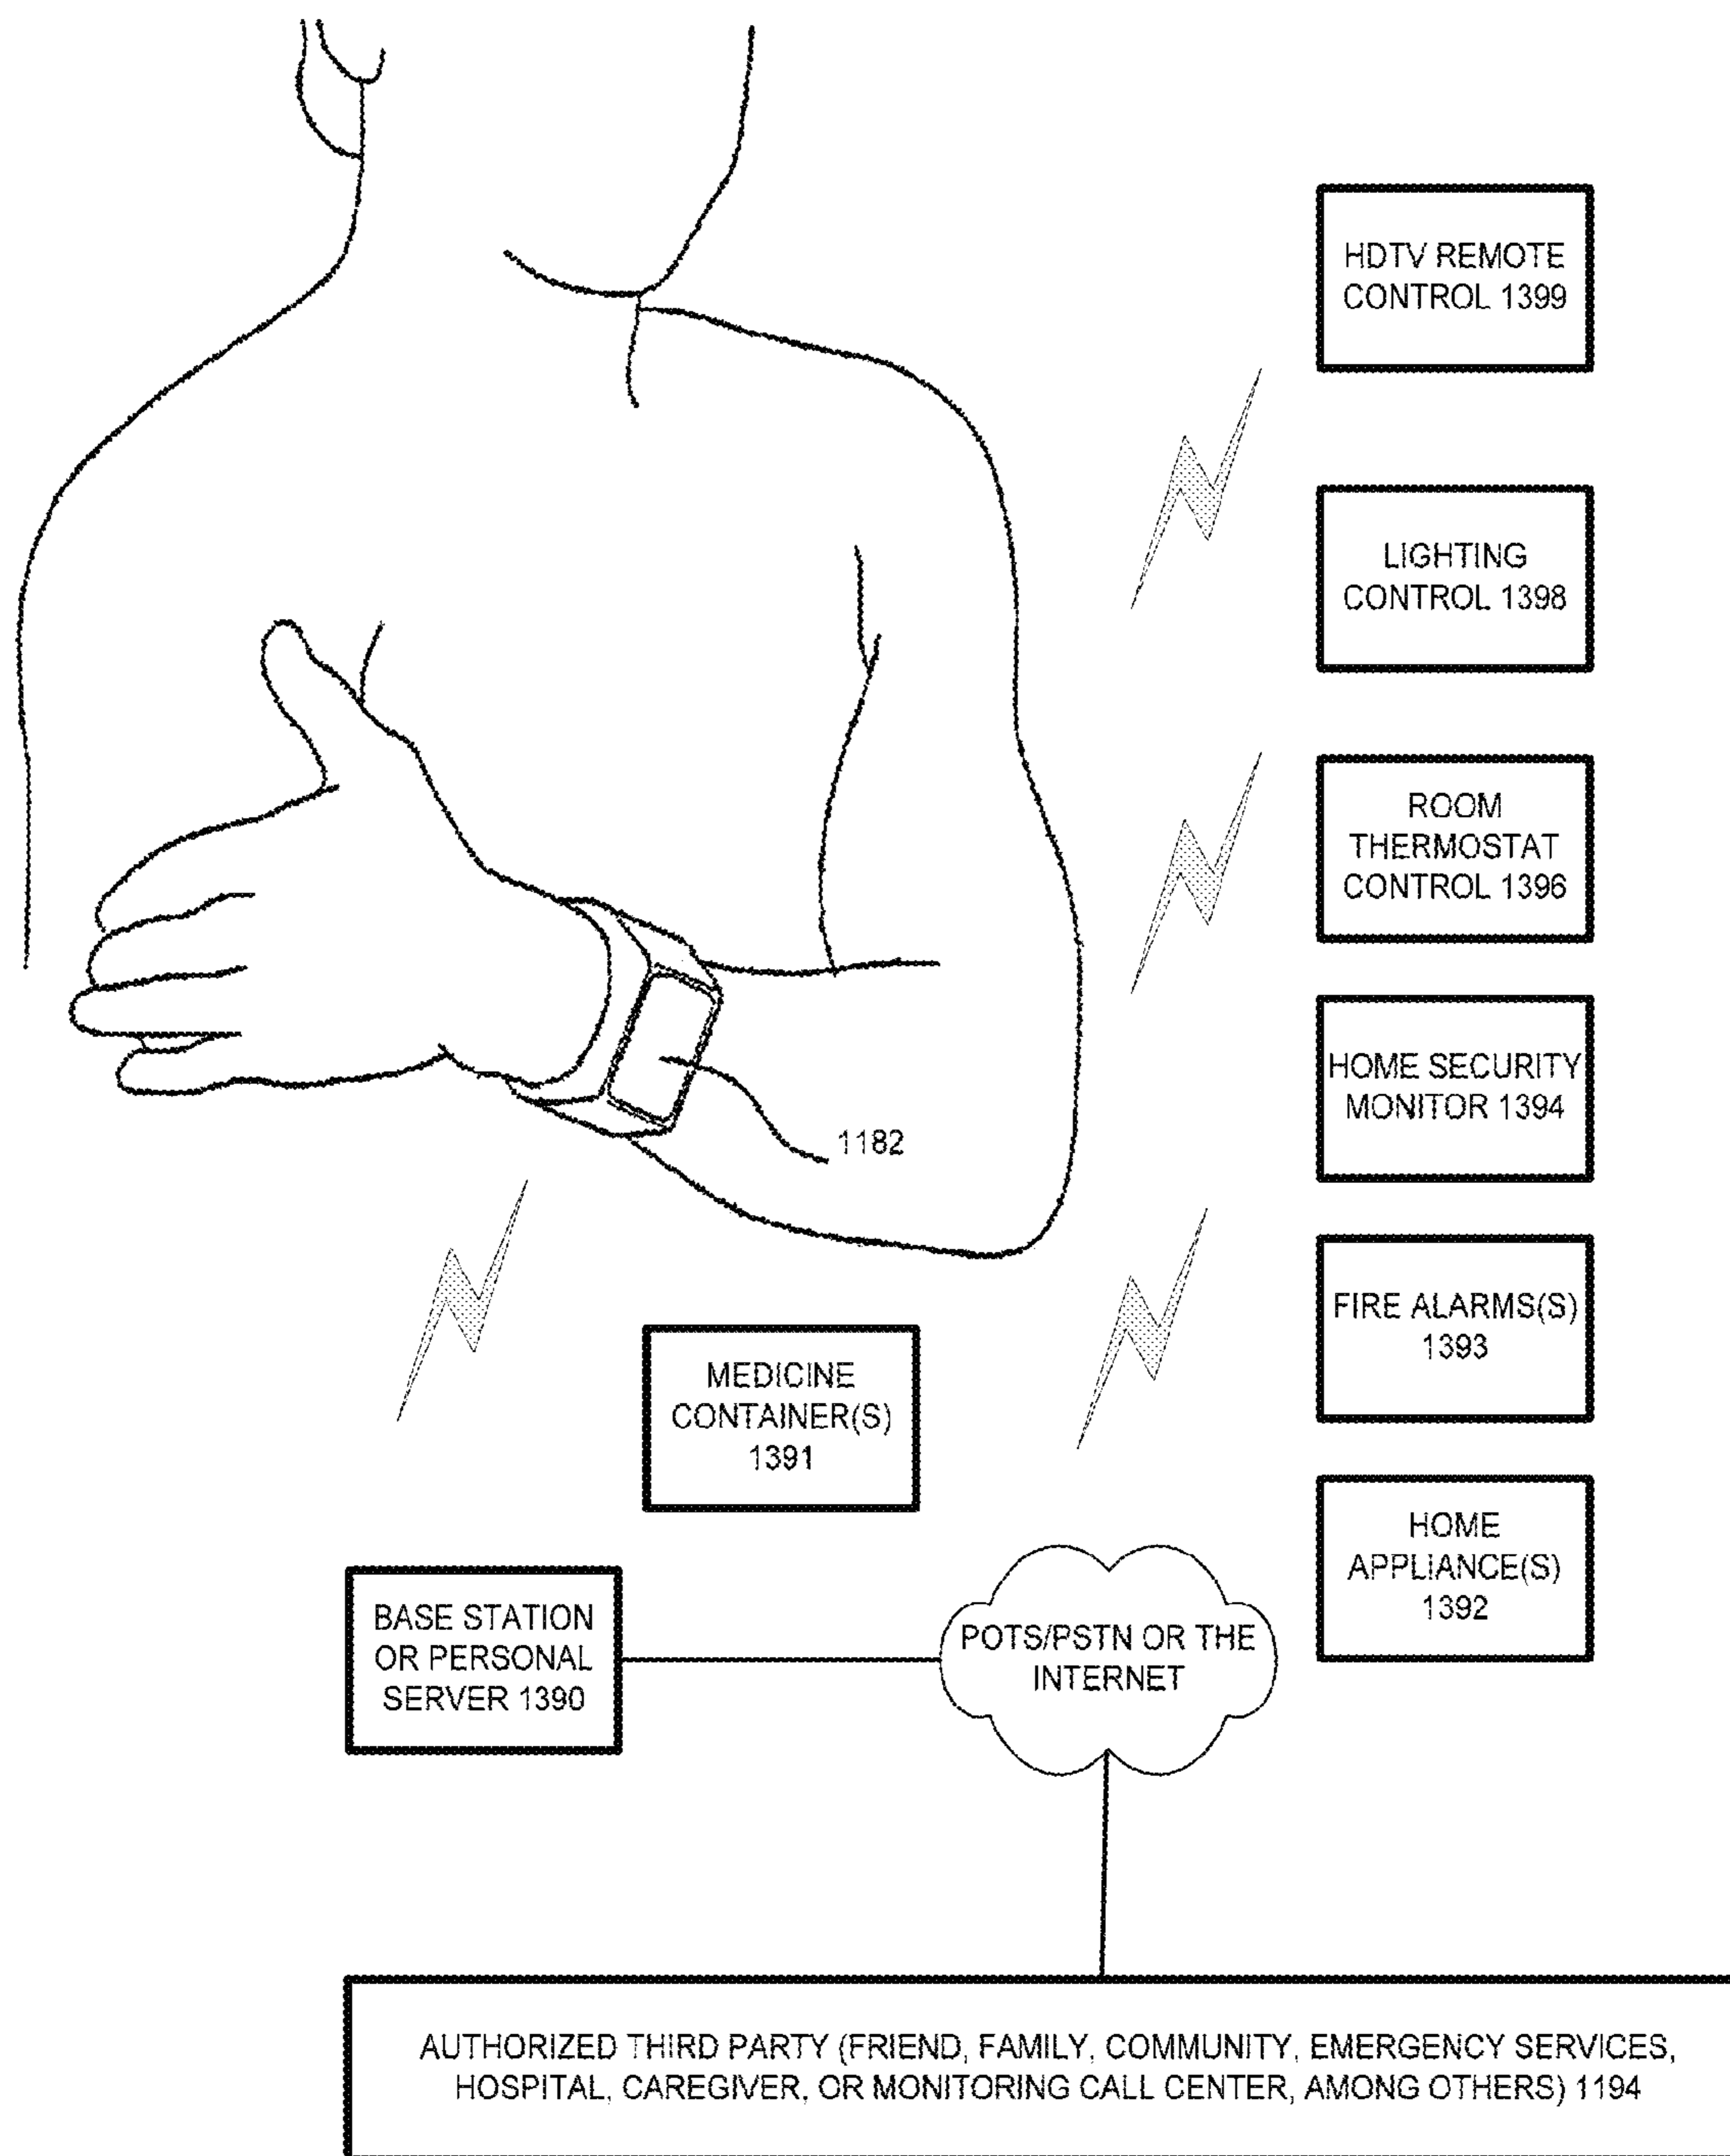 HDTV REMOTE
CONTROL 1399
LIGHTING
CONTROL 1398
ROOM
THERMOSTAT
CONTROL 1396
HOME SECURITY
MONITOR 1394
1182
FIRE ALARMS(S)
1393
MEDICINE
CONTAINER(S)
1391
HOME
APPLIANCE(S)
1392
BASE STATION
OR PERSONAL
SERVER 1390
POTS/PSTN OR THE
INTERNET
AUTHORIZED THIRD PARTY (FRIEND, FAMILY, COMMUNITY, EMERGENCY SERVICES,
HOSPITAL, CAREGIVER, OR MONITORING CALL CENTER, AMONG OTHERS) 1194